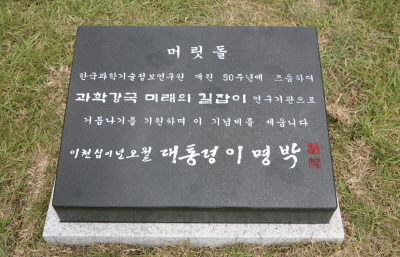 머릿돌
한국과학기술정보연구원 개원 50주년에 즈음하여
과학강국 미래의 길잡이 연구기관으로
거듭나기를 기원하며 이 기념비를 세웁니다
이천십이년오월 대통령 이명박